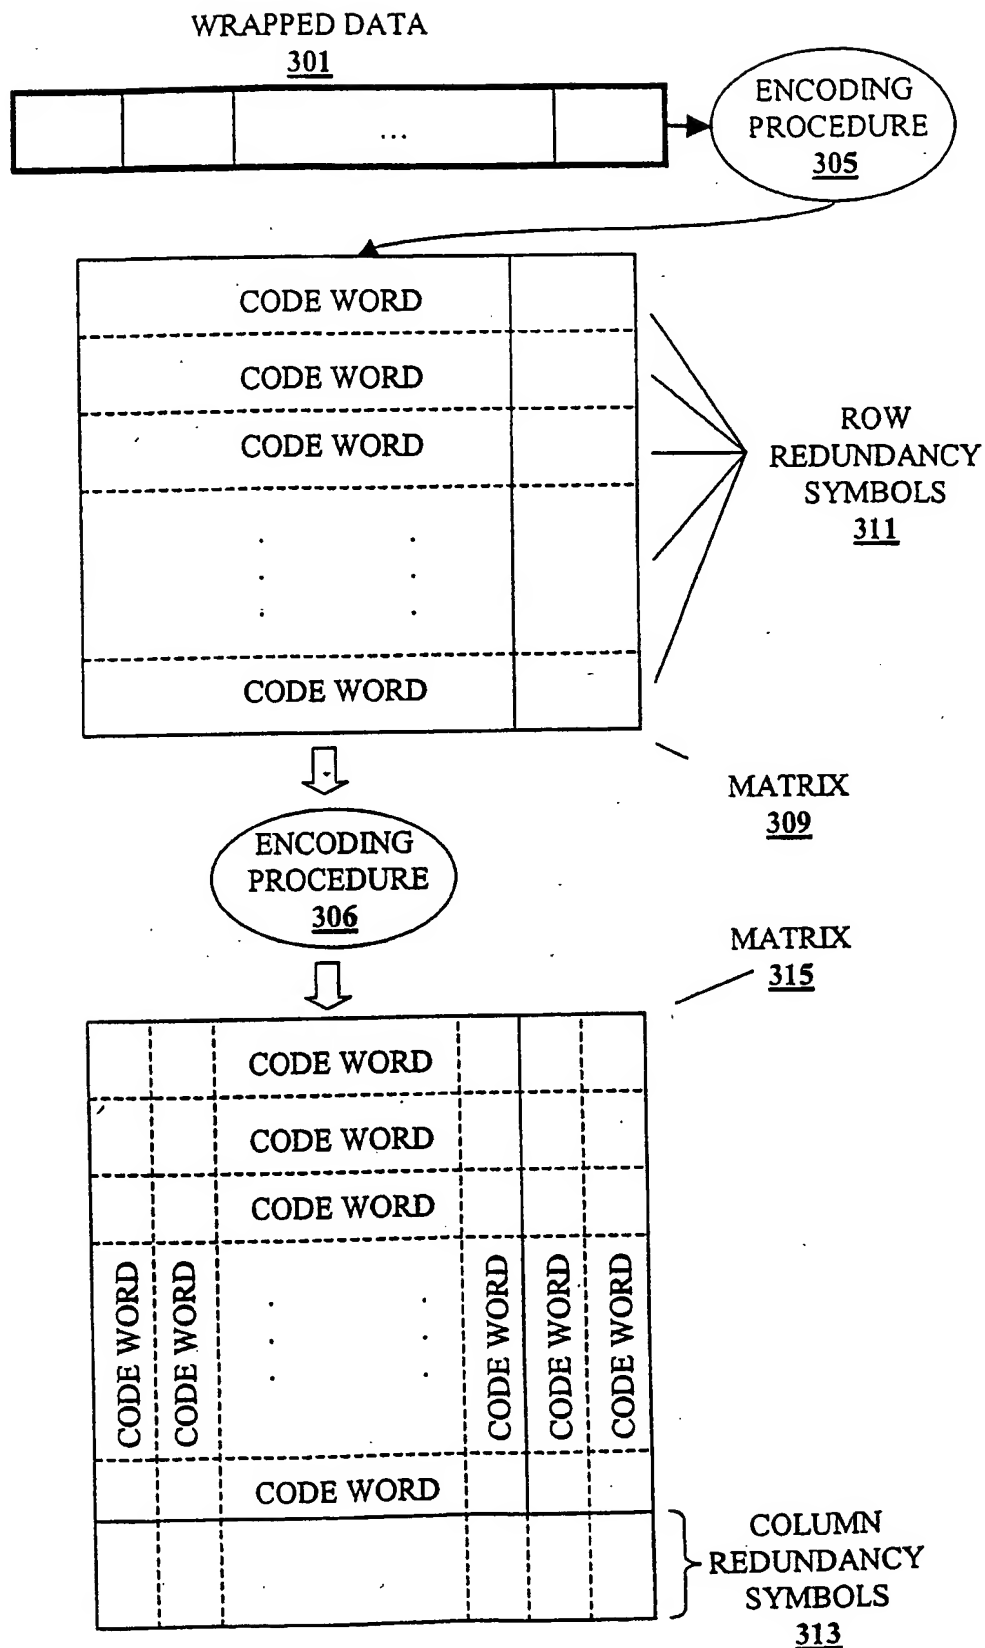 WRAPPED DATA
301
...
ENCODING
PROCEDURE
305
CODE WORD
CODE WORD
CODE WORD
CODE WORD
ROW
REDUNDANCY
SYMBOLS
311
MATRIX
309
ENCODING
PROCEDURE
306
MATRIX
315
CODE WORD
CODE WORD
CODE WORD
CODE WORD
CODE WORD
CODE WORD
CODE WORD
CODE WORD
CODE WORD
COLUMN
REDUNDANCY
SYMBOLS
313